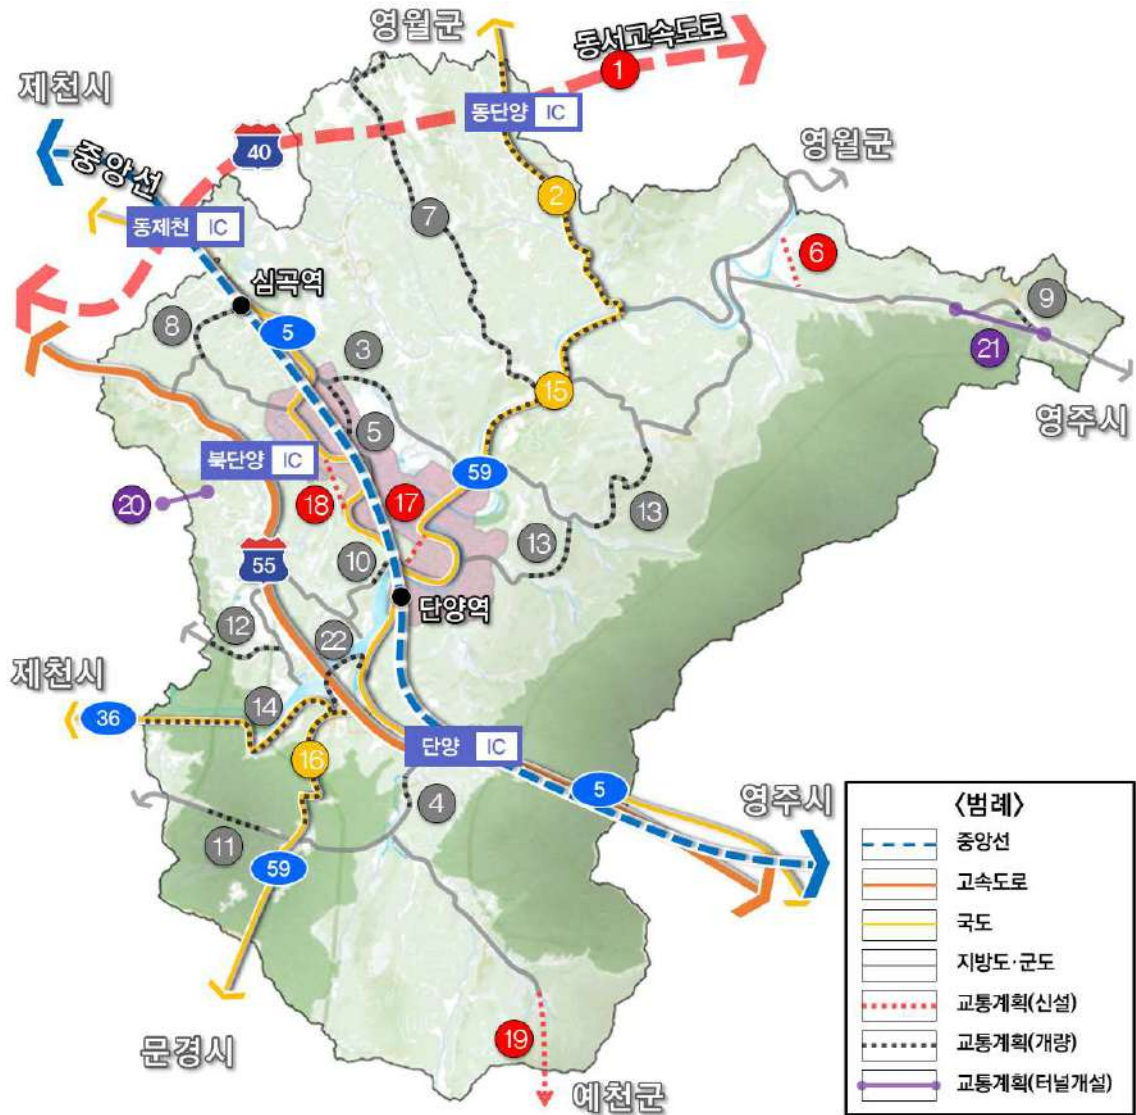 영월군
동서고속도로
1
제천시
동단양 IC
중앙선
40
영월군
2
7
동제천 IC
6
심곡역
9
8
5
3
21
15
영주시
5
북단양 IC
59
20
18
17
13
13
10
55
단양역
12
22
제천시
36
14
16
단양 IC
4
5
영주시
11
59
19
문경시
예천군
<범례>
중앙선
고속도로
국도
지방도·군도
교통계획(신설)
교통계획(개량)
교통계획(터널개설)